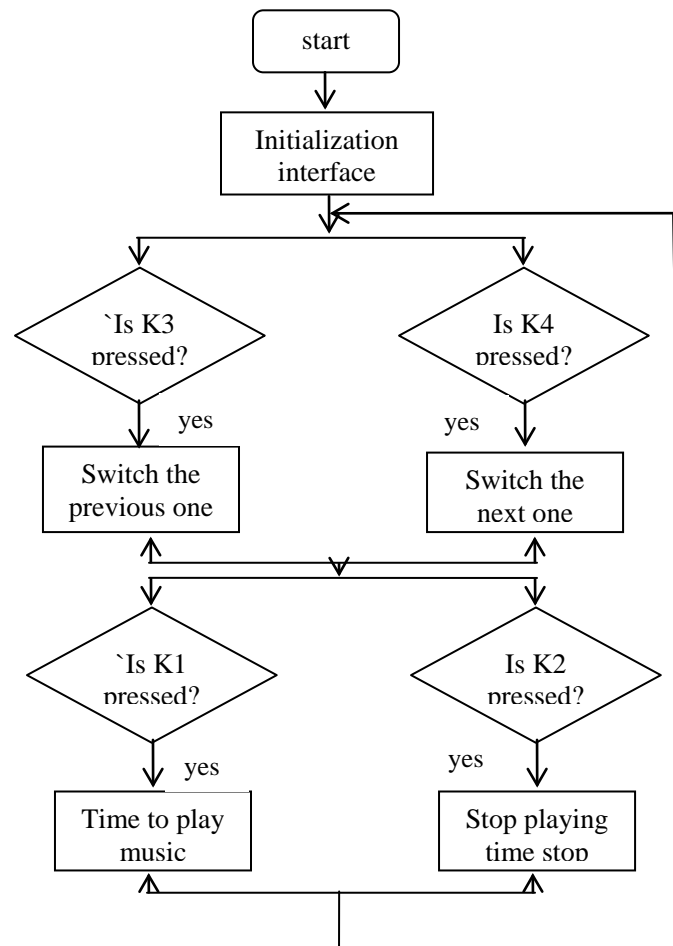 start
Initialization
interface
`Is K3
pressed?
Is K4
pressed?
yes
yes
Switch the
previous one
Switch the
next one
`Is K1
pressed?
Is K2
pressed?
yes
yes
Time to play
music
Stop playing
time stop